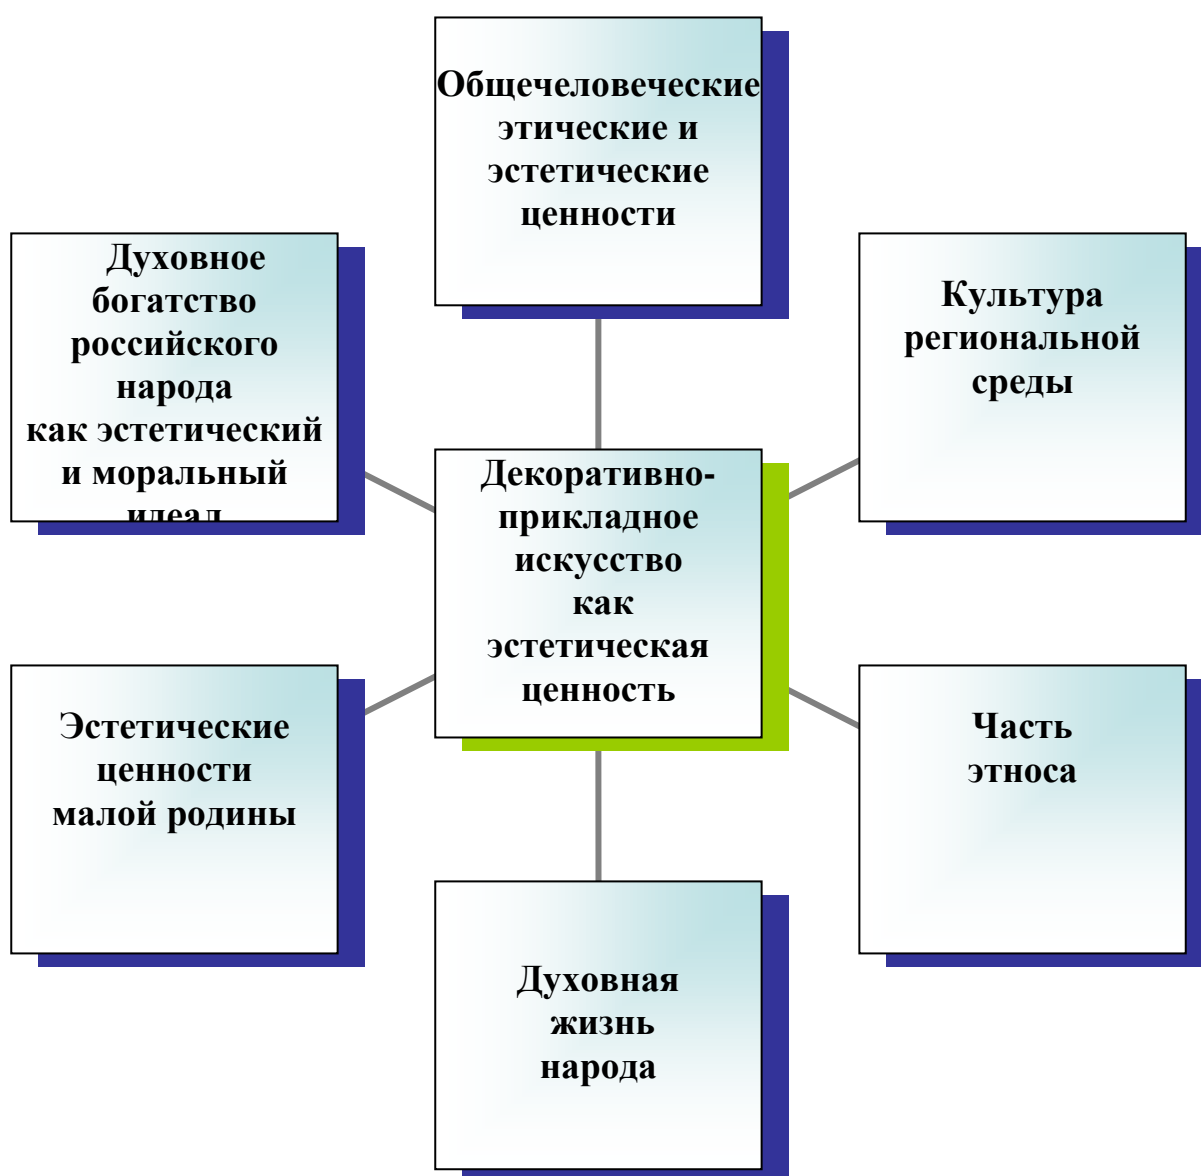 Общечеловеческие
этические и
эстетические
ценности
Духовное
богатство
российского
народа
как эстетический
и моральный
идеал
Культура
региональной
среды
Декоративно-
прикладное
искусство
как
эстетическая
ценность
Эстетические
ценности
малой родины
Часть
этноса
Духовная
жизнь
народа